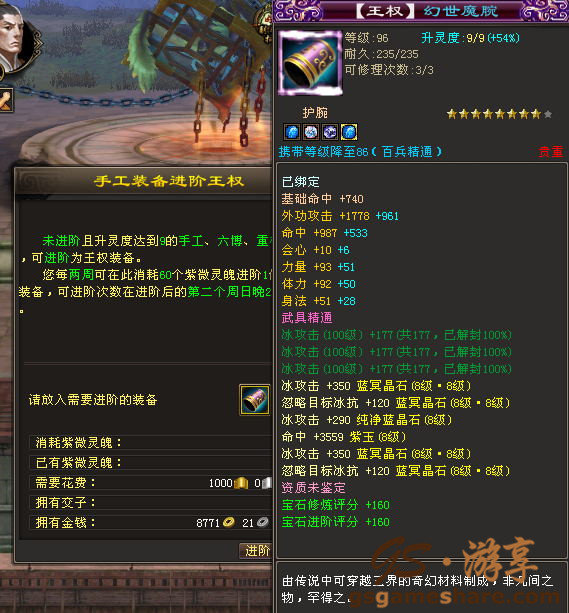 【王权】幻世魔腕
等级:96 升灵度:9/9(+54%)
耐久:235/235
可修理次数:3/3
护腕
携带等级降至86(百兵精通) 贵重
已绑定
基础命中 +740
外功攻击 +1778 +961
命中 +987 +533
会心 +10 +6
力量 +93 +51
体力 +92 +50
身法 +51 +28
武具精通
冰攻击(100级) +177(共177, 已解封100%)
冰攻击(100级) +177(共177, 已解封100%)
冰攻击(100级) +177(共177, 已解封100%)
冰攻击 +350 蓝冥晶石(8级·8级)
忽略目标冰抗 +120 蓝冥晶石(8级·8级)
冰攻击 +290 纯净蓝晶石(8级)
命中 +3559 紫玉(8级)
冰攻击 +350 蓝冥晶石(8级·8级)
忽略目标冰抗 +120 蓝冥晶石(8级·8级)
资质未鉴定
宝石修炼评分 +160
宝石进阶评分 +160
由传说中可穿越三界的奇幻材料制成，非凡间之
物，罕得之。
手工装备进阶王权
未进阶且升灵度达到9的手工、六博、重
，可进阶为王权装备。
您每两周可在此消耗60个紫微灵魄进阶1
装备，可进阶次数在进阶后的第二个周日晚2
。
请放入需要进阶的装备
消耗紫微灵魄：
已有紫微灵魄：
需要花费： 1000 0
拥有交子：
拥有金钱： 8771 21
进阶
GS·游享
gsgameshare.com